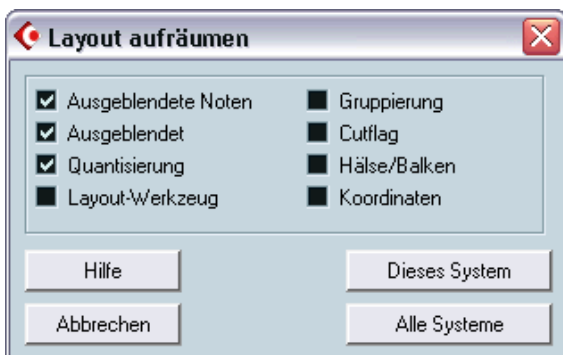 Layout aufräumen
Ausgeblendete Noten
Ausgeblendet
Quantisierung
Layout-Werkzeug
Gruppierung
Cutflag
Hälse/Balken
Koordinaten
Hilfe
Dieses System
Abbrechen
Alle Systeme